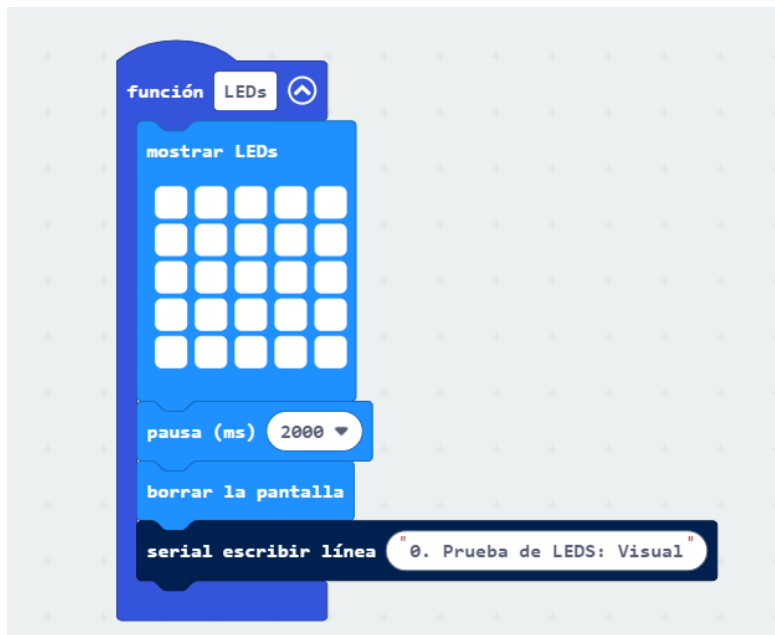 función LEDs
mostrar LEDs
pausa (ms) 2000
borrar la pantalla
serial escribir línea "0. Prueba de LEDS: Visual"